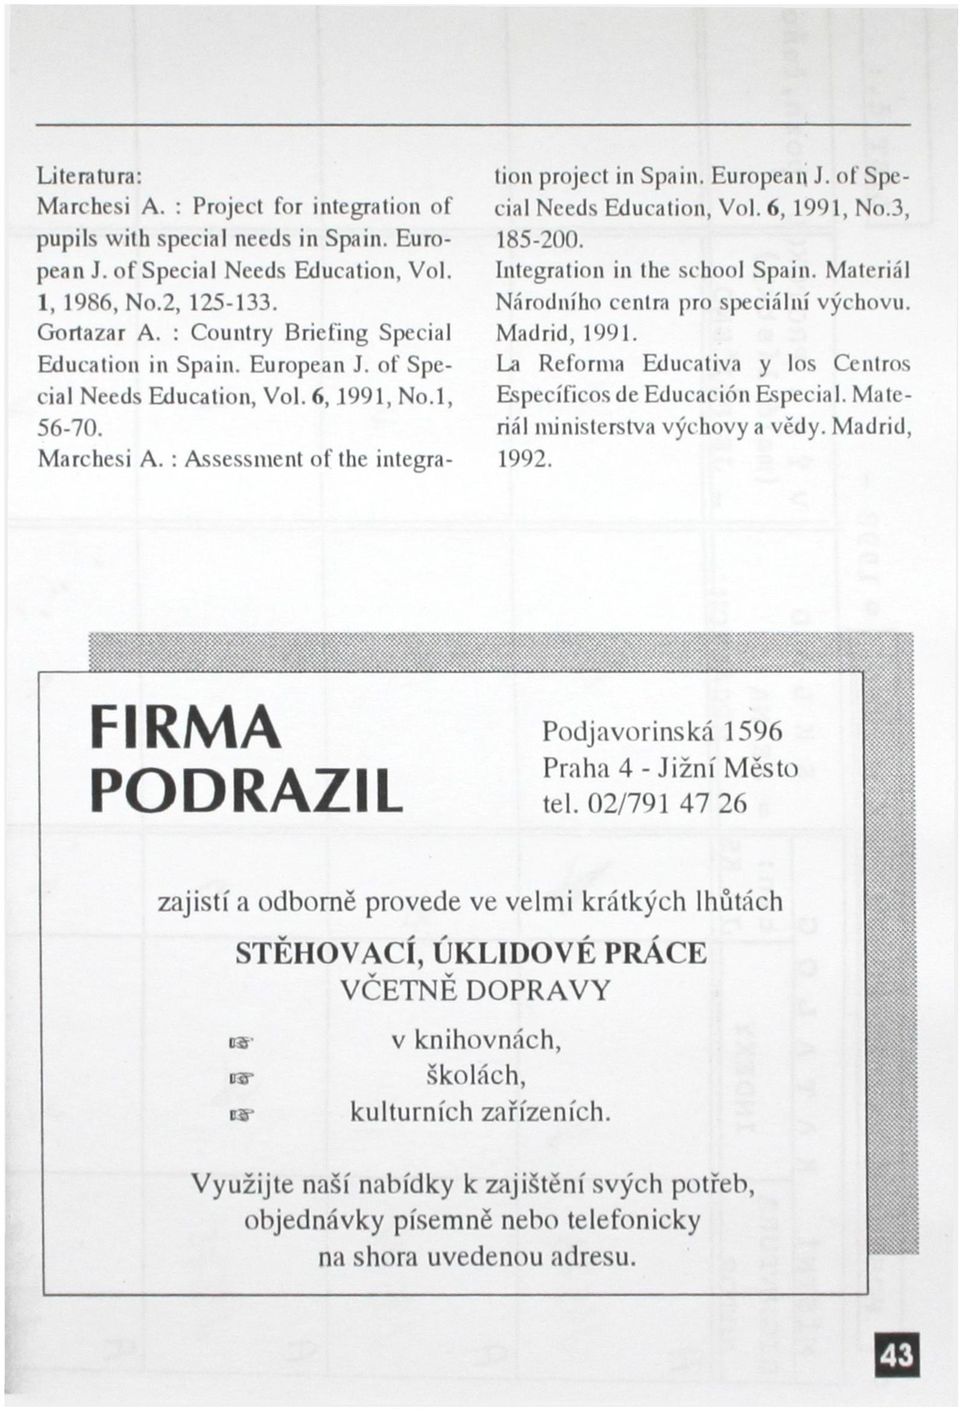 Literatura:
Marchesi A. : Project for integration of
pupils with special needs in Spain. Euro-
pean J. of Special Needs Education, Vol.
1, 1986, No.2, 125-133.
Gortazar A. : Country Briefing Special
Education in Spain. European J. of Spe-
cial Needs Education, Vol. 6, 1991, No.1,
56-70.
Marchesi A. : Assessment of the integra-
tion project in Spain. European J. of Spe-
cial Needs Education, Vol. 6, 1991, No.3,
185-200.
Integration in the school Spain. Materiál
Národního centra pro speciální výchovu.
Madrid, 1991.
La Reforma Educativa y los Centros
Específicos de Educación Especial. Mate-
riál ministerstva výchovy a vědy. Madrid,
1992.
FIRMA
PODRAZIL
Podjavorinská 1596
Praha 4 - Jižní Město
tel. 02/791 47 26
zajistí a odborně provede ve velmi krátkých lhůtách
STĚHOVACÍ, ÚKLIDOVÉ PRÁCE
VČETNĚ DOPRAVY
☞ v knihovnách,
☞ školách,
☞ kulturních zařízeních.
Využijte naší nabídky k zajištění svých potřeb,
objednávky písemně nebo telefonicky
na shora uvedenou adresu.
43